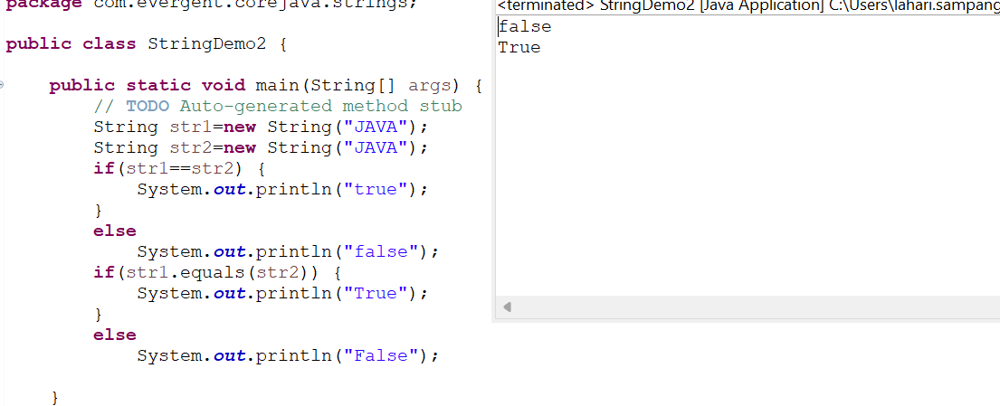 package com.evergent.corejava.strings;
public class StringDemo2 {
public static void main(String[] args) {
// TODO Auto-generated method stub
String str1=new String("JAVA");
String str2=new String("JAVA");
if(str1==str2) {
System.out.println("true");
}
else
System.out.println("false");
if(str1.equals(str2)) {
System.out.println("True");
}
else
System.out.println("False");
}
<terminated> StringDemo2 [Java Application] C:\Users\lahari.sampang
false
True